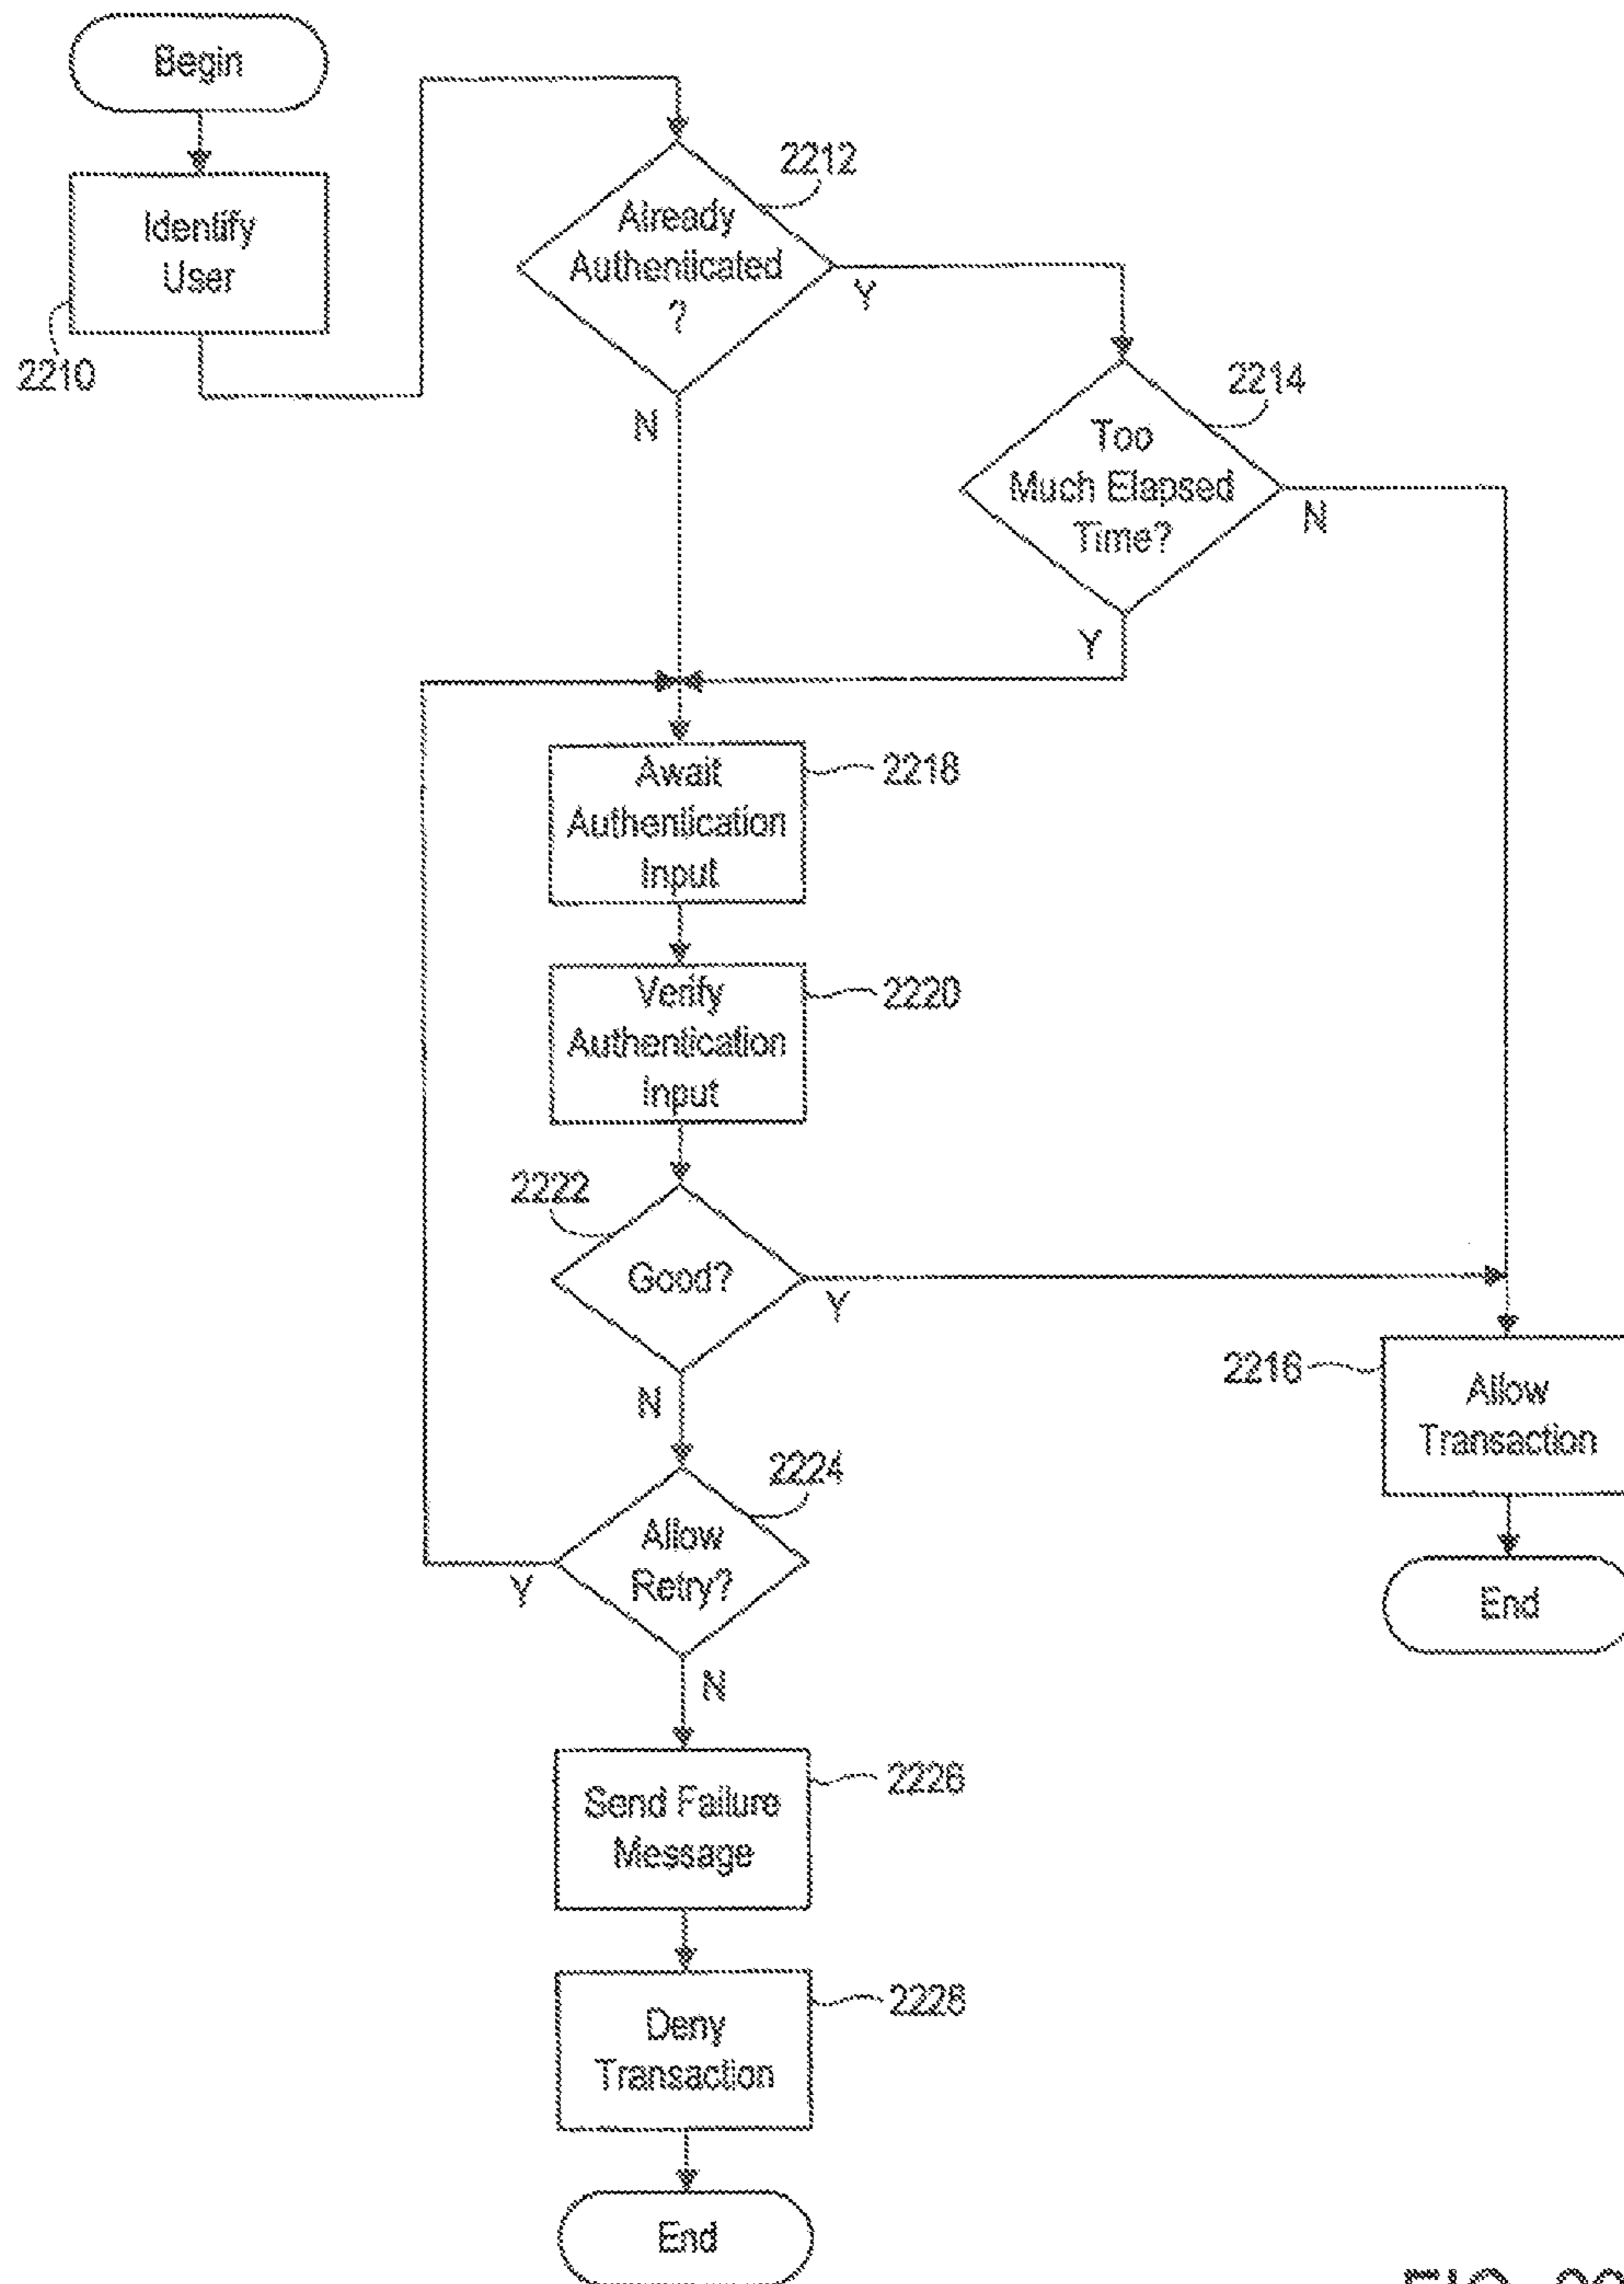 Begin
Identify
User
2210
Already
Authenticated
?
2212
Y
N
Too
Much Elapsed
Time?
2214
N
Y
Await
Authentication
Input
2218
Verify
Authentication
Input
2220
2222
Good?
Y
N
2216
Allow
Transaction
End
2224
Allow
Retry?
Y
N
Send Failure
Message
2226
Deny
Transaction
2228
End